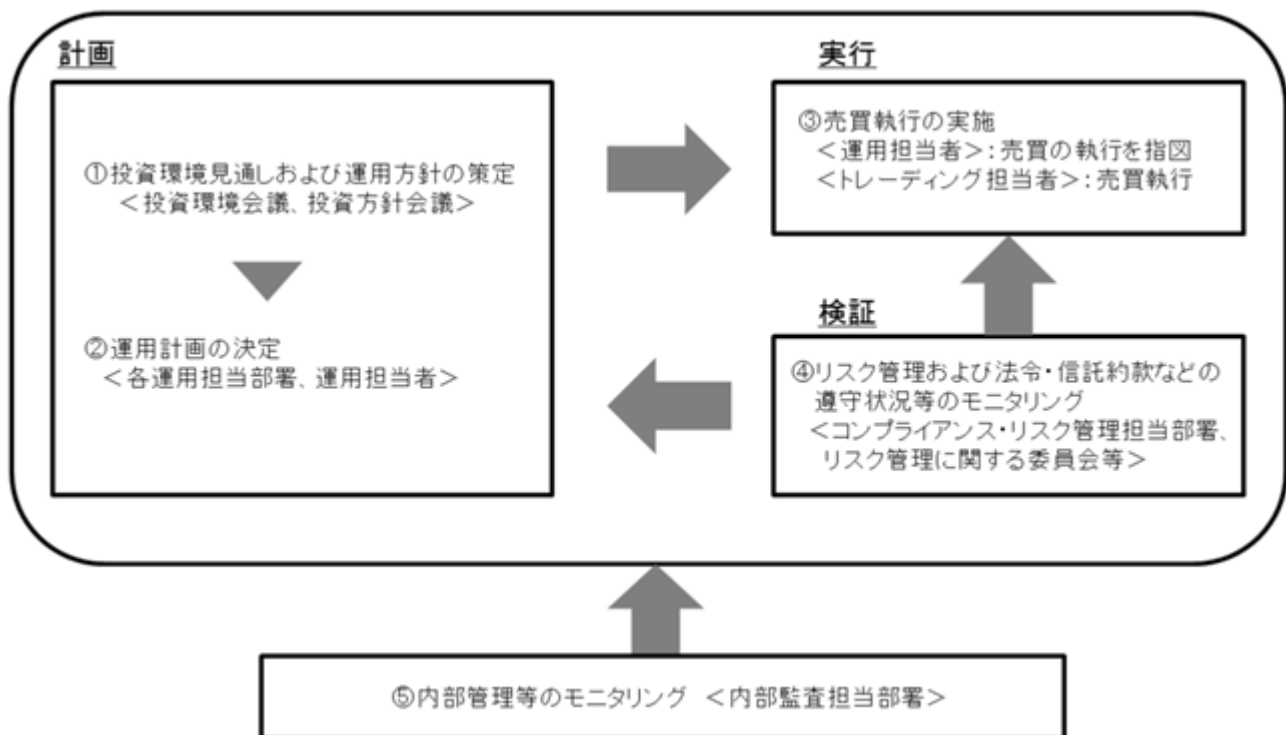 計画
①投資環境見通しおよび運用方針の策定
<投資環境会議、投資方針会議>
②運用計画の決定
<各運用担当部署、運用担当者>
実行
③売買執行の実施
<運用担当者>:売買の執行を指図
<トレーディング担当者>:売買執行
検証
④リスク管理および法令・信託約款などの
遵守状況等のモニタリング
<コンプライアンス・リスク管理担当部署、
リスク管理に関する委員会等>
⑤内部管理等のモニタリング <内部監査担当部署>